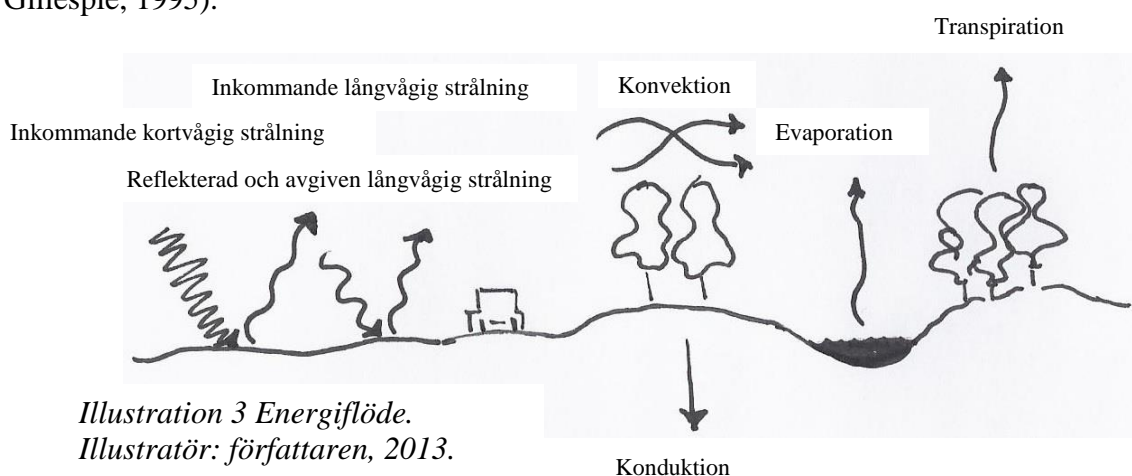 Gillespie, 1995).
Transpiration
Inkommande långvågig strålning
Konvektion
Inkommande kortvågig strålning
Evaporation
Reflekterad och avgiven långvågig strålning
Illustration 3 Energiflöde.
Illustratör: författaren, 2013.
Konduktion